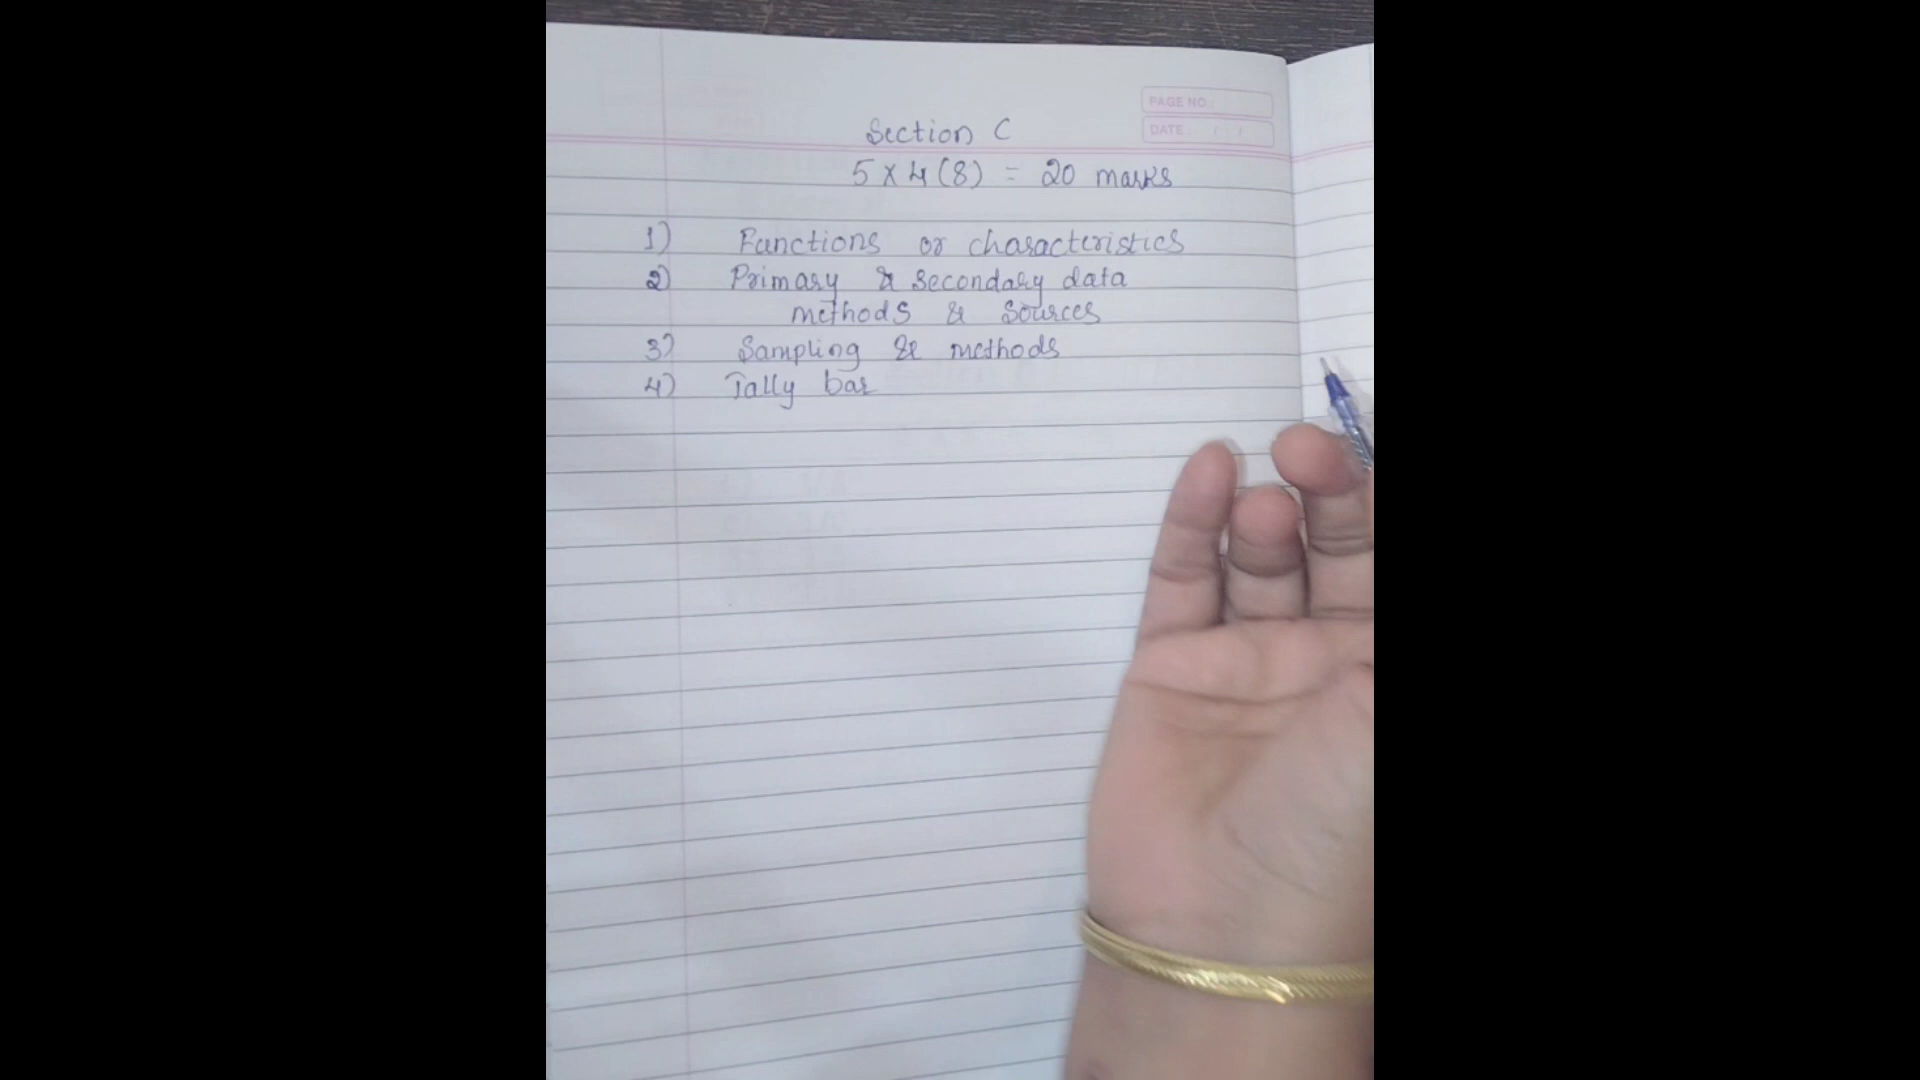 PAGE NO.:
DATE: / /
Section C
5 x 4 (8) = 20 marks
1) Functions or characteristics
2) Primary & Secondary data
methods & Sources
3) Sampling & methods
4) Tally bar